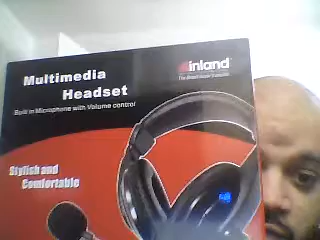 Multimedia
Headset
Built in Microphone with Volume control
inland
Stylish and
Comfortable